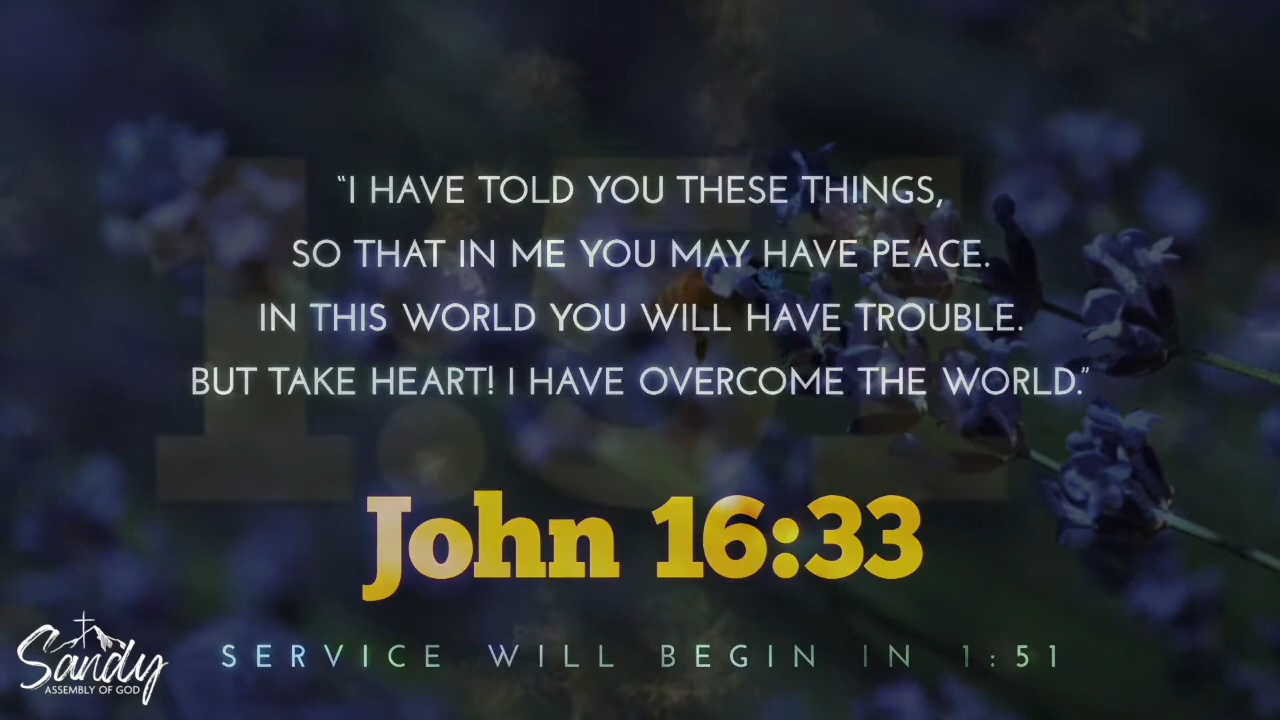 “I HAVE TOLD YOU THESE THINGS,
SO THAT IN ME YOU MAY HAVE PEACE.
IN THIS WORLD YOU WILL HAVE TROUBLE.
BUT TAKE HEART! I HAVE OVERCOME THE WORLD.”
John 16:33
SERVICE WILL BEGIN IN 1:51
Sandy
ASSEMBLY OF GOD
1:51